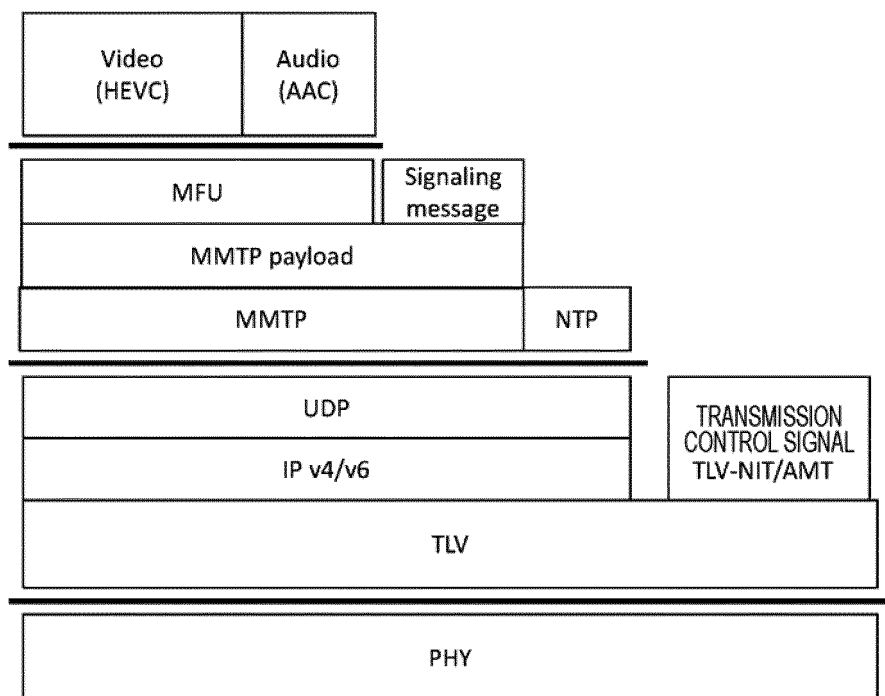 Video
(HEVC)
Audio
(AAC)
MFU
Signaling
message
MMTP payload
MMTP
NTP
UDP
IP v4/v6
TRANSMISSION
CONTROL SIGNAL
TLV-NIT/AMT
TLV
PHY